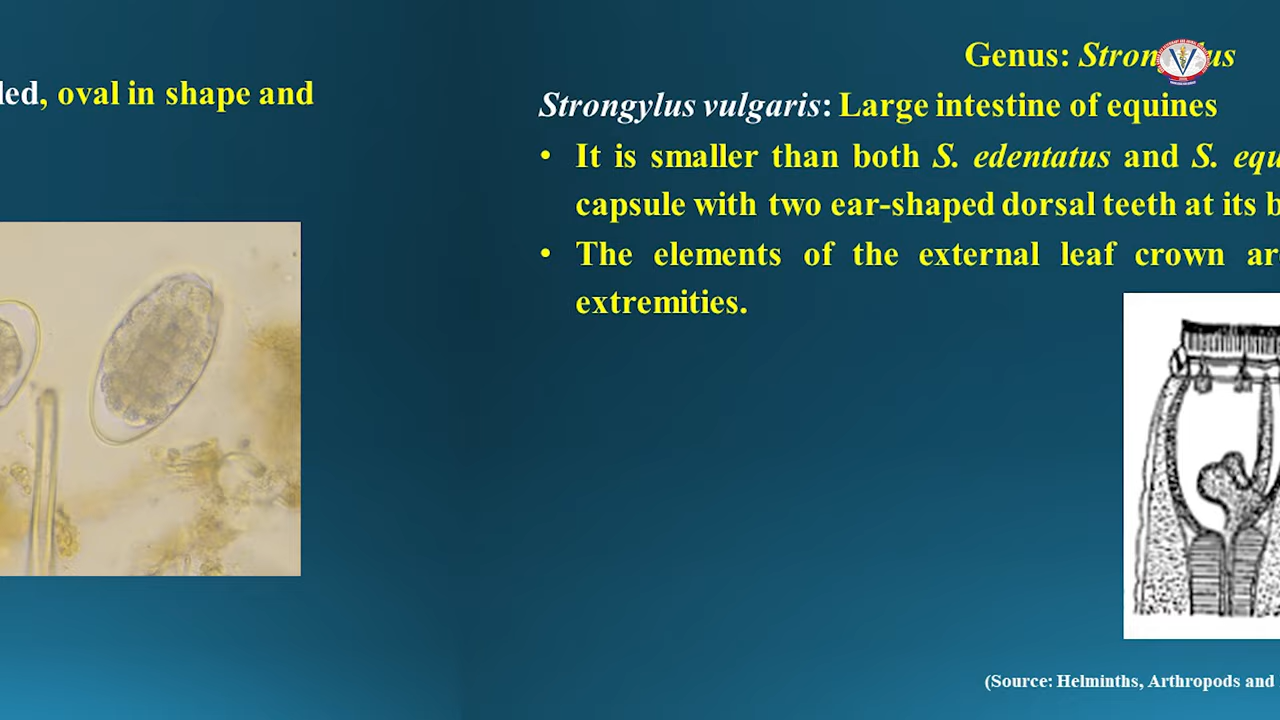 led, oval in shape and
Genus: Stron us
Strongylus vulgaris: Large intestine of equines
• It is smaller than both S. edentatus and S. equ
capsule with two ear-shaped dorsal teeth at its b
• The elements of the external leaf crown ar
extremities.
(Source: Helminths, Arthropods and